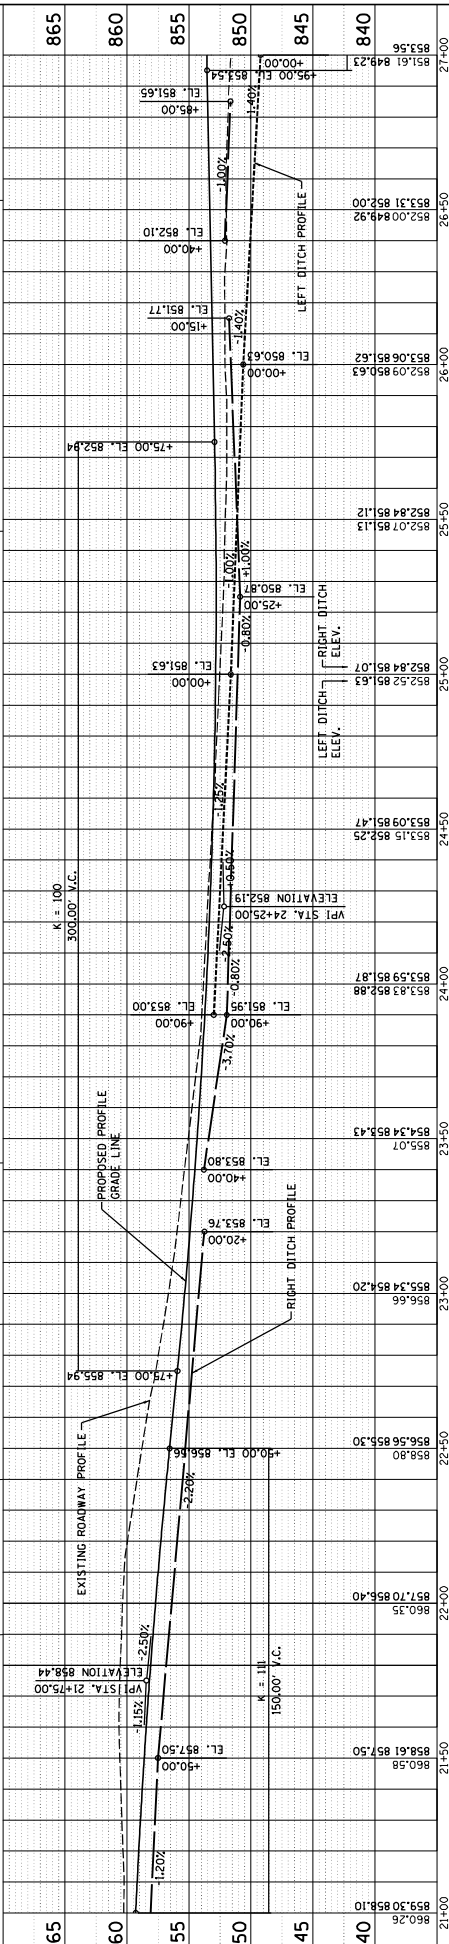 865
860
855
850
845
840
65
60
55
50
45
40
K = 100
300.00' V.C.
EXISTING ROADWAY PROFILE
PROPOSED PROFILE
GRADE LINE
RIGHT DITCH PROFILE
LEFT DITCH PROFILE
VPI STA. 21+75.00
ELEVATION 858.44
-1.15%
-2.50%
-1.20%
+50.00
EL. 857.50
K = 111
150.00' V.C.
-2.20%
+50.00 EL. 856.56
+75.00 EL. 855.94
+20.00
EL. 853.76
+40.00
EL. 853.80
-3.70%
+90.00
EL. 853.00
+90.00
EL. 851.95
-2.50%
-0.80%
VPI STA. 24+25.00
ELEVATION 852.19
+0.50%
-1.25%
+00.00
EL. 851.63
-0.80%
+25.00
EL. 850.87
-1.00%
+1.00%
LEFT DITCH
ELEV.
RIGHT DITCH
ELEV.
+75.00 EL. 852.94
+00.00
EL. 850.63
-1.40%
+15.00
EL. 851.77
+40.00
EL. 852.10
-1.00%
+85.00
EL. 851.65
1.40%
+95.00 EL. 853.54
+00.00
860.26
859.30 858.10
21+00
860.58
858.61 857.50
21+50
860.35
857.70 856.40
22+00
858.80
856.56 855.30
22+50
856.66
855.34 854.20
23+00
855.07
854.34 853.43
23+50
853.83 852.88
853.59 851.87
24+00
853.15 852.25
853.09 851.47
24+50
852.52 851.63
852.84 851.07
25+00
852.07 851.13
852.84 851.12
25+50
852.09 850.63
853.06 851.62
26+00
852.00 849.92
853.31 852.00
26+50
851.61 849.23
853.56
27+00